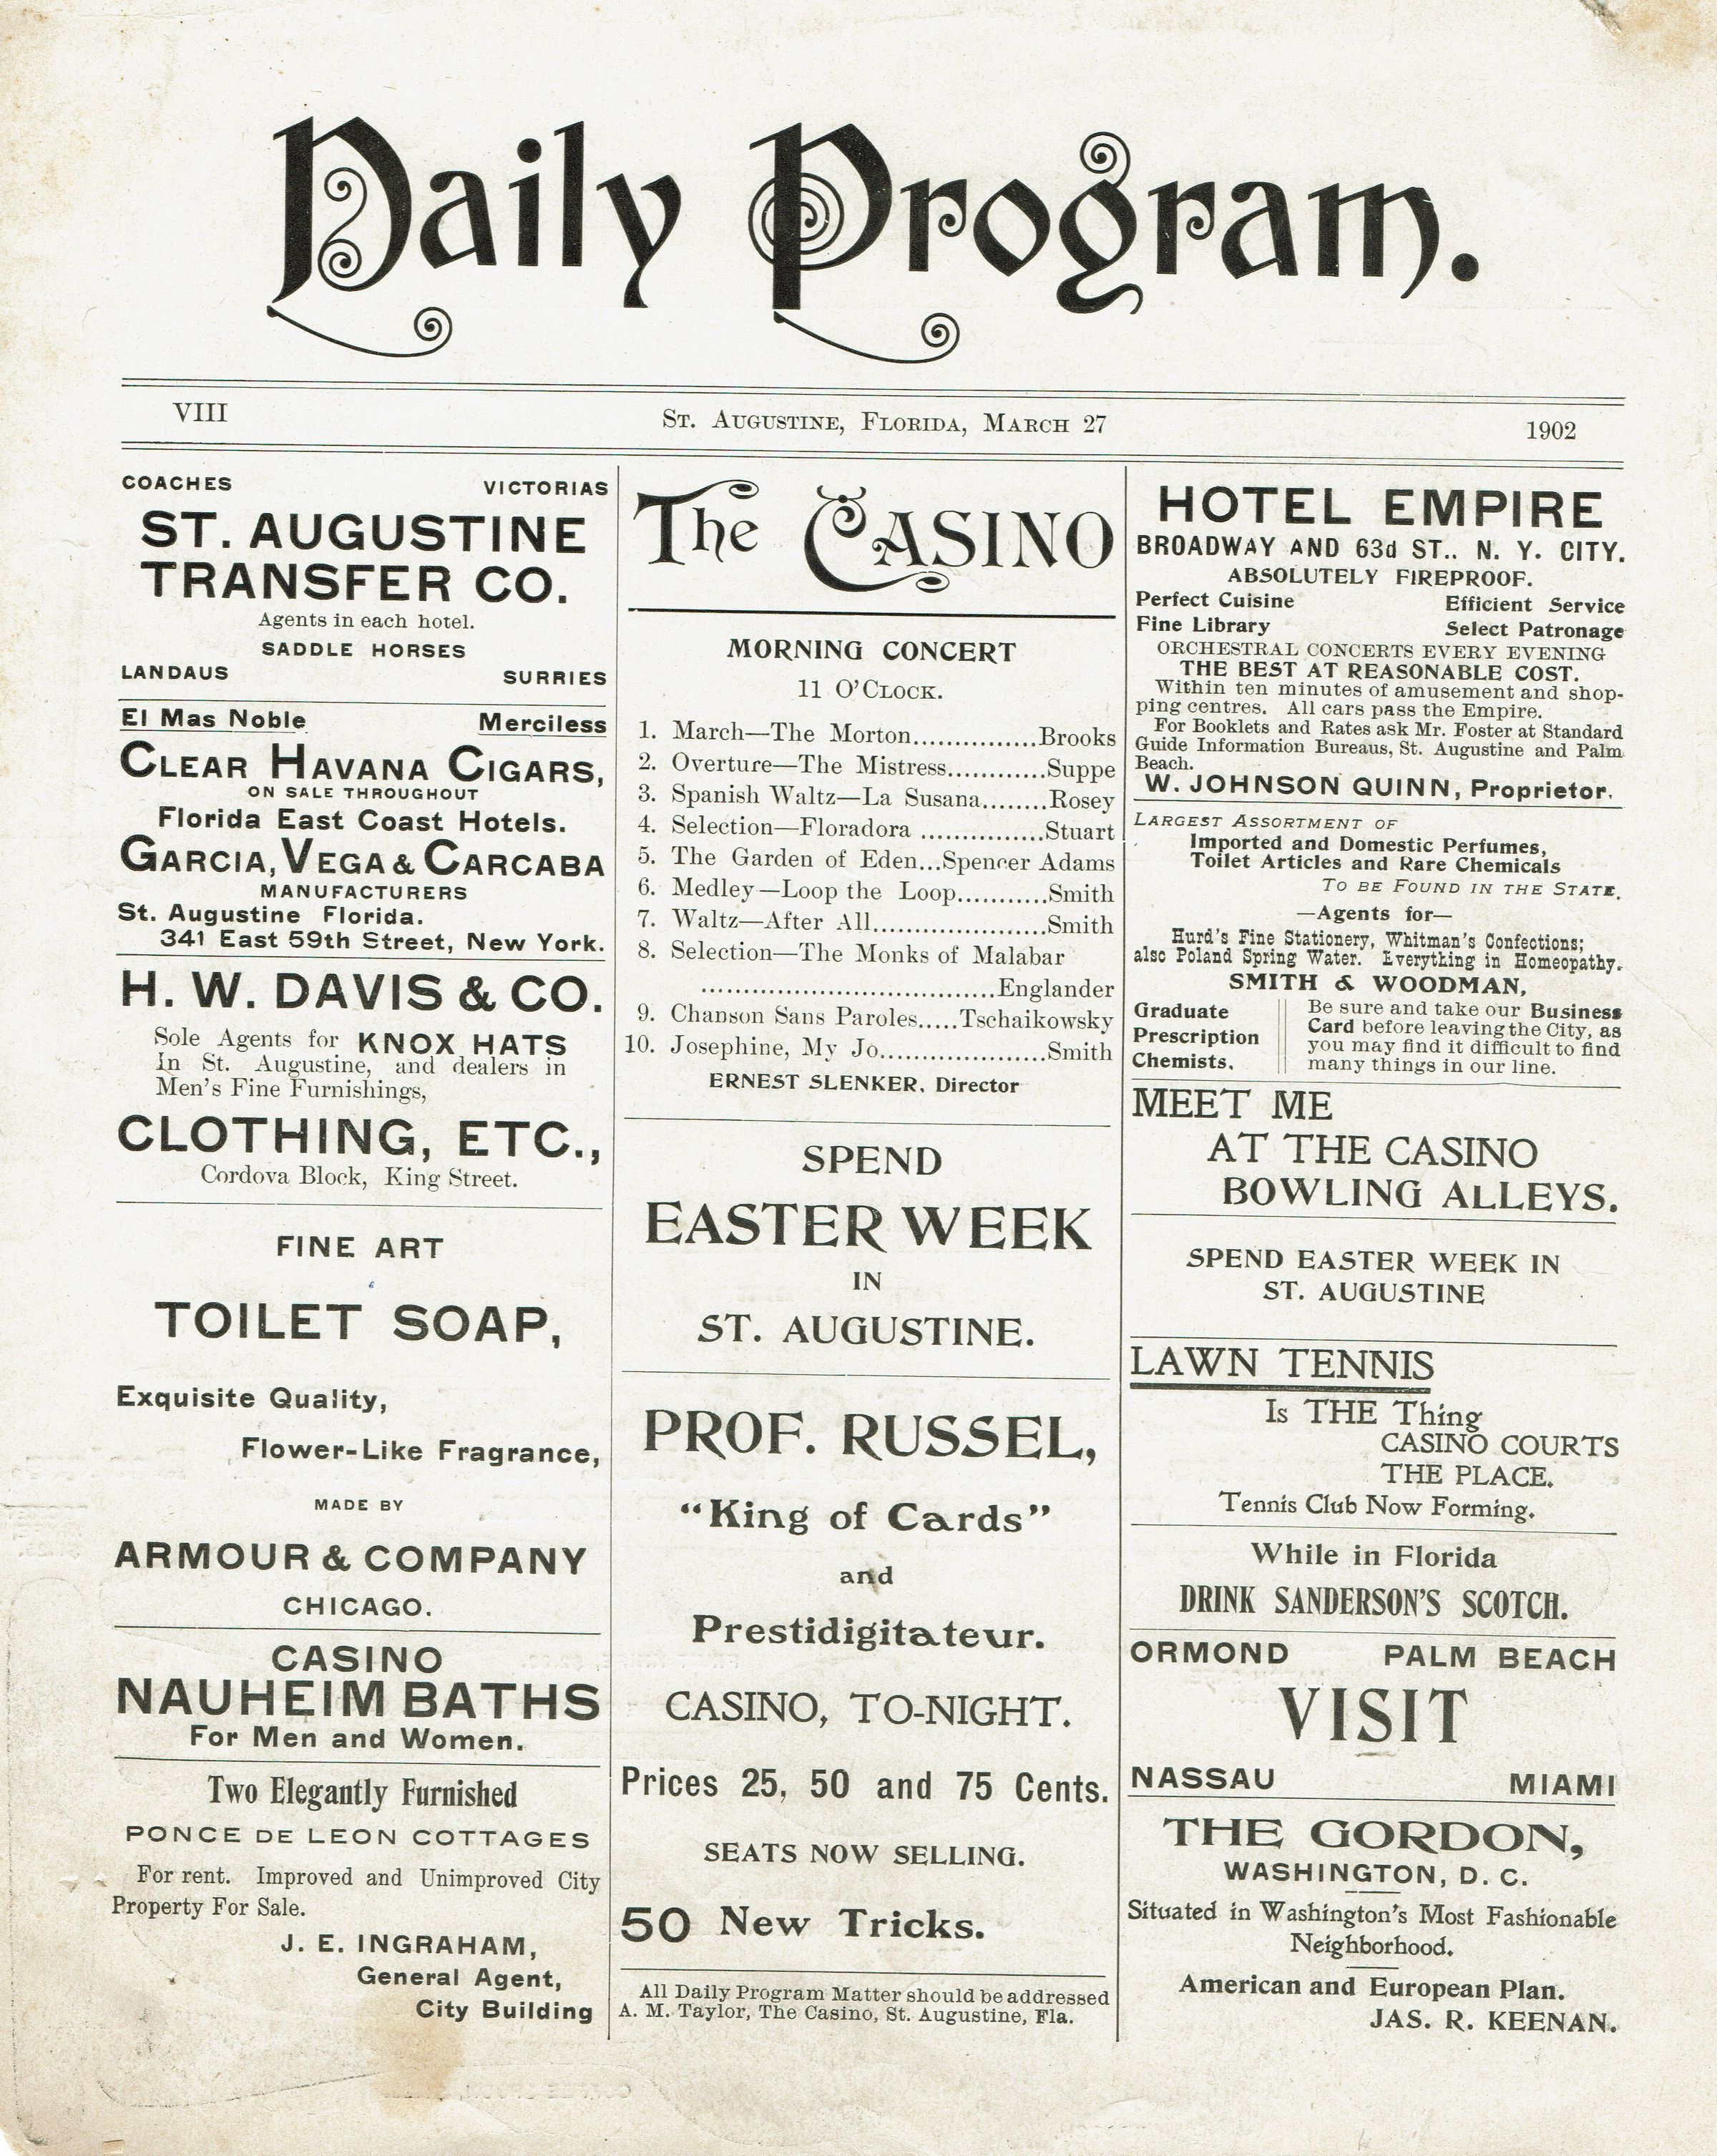 Daily Program.
VIII
St. Augustine, Florida, March 27
1902
COACHES VICTORIAS
ST. AUGUSTINE
TRANSFER CO.
Agents in each hotel.
SADDLE HORSES
LANDAUS SURRIES
El Mas Noble Merciless
Clear Havana Cigars,
ON SALE THROUGHOUT
Florida East Coast Hotels.
Garcia, Vega & Carcaba
MANUFACTURERS
St. Augustine Florida.
341 East 59th Street, New York.
H. W. DAVIS & CO.
Sole Agents for KNOX HATS
In St. Augustine, and dealers in
Men's Fine Furnishings,
CLOTHING, ETC.,
Cordova Block, King Street.
FINE ART
TOILET SOAP,
Exquisite Quality,
Flower-Like Fragrance,
MADE BY
ARMOUR & COMPANY
CHICAGO.
CASINO
NAUHEIM BATHS
For Men and Women.
Two Elegantly Furnished
PONCE DE LEON COTTAGES
For rent. Improved and Unimproved City
Property For Sale.
J. E. INGRAHAM,
General Agent,
City Building
The Casino
MORNING CONCERT
11 O'Clock.
1. March—The Morton...............Brooks
2. Overture—The Mistress............Suppe
3. Spanish Waltz—La Susana........Rosey
4. Selection—Floradora ...............Stuart
5. The Garden of Eden...Spencer Adams
6. Medley—Loop the Loop...........Smith
7. Waltz—After All.....................Smith
8. Selection—The Monks of Malabar
....................................Englander
9. Chanson Sans Paroles.....Tschaikowsky
10. Josephine, My Jo....................Smith
ERNEST SLENKER. Director
SPEND
EASTER WEEK
IN
ST. AUGUSTINE.
PROF. RUSSEL,
"King of Cards"
and
Prestidigitateur.
CASINO, TO-NIGHT.
Prices 25, 50 and 75 Cents.
SEATS NOW SELLING.
50 New Tricks.
All Daily Program Matter should be addressed
A. M. Taylor, The Casino, St. Augustine, Fla.
HOTEL EMPIRE
BROADWAY AND 63d ST.. N. Y. CITY.
ABSOLUTELY FIREPROOF.
Perfect Cuisine Efficient Service
Fine Library Select Patronage
ORCHESTRAL CONCERTS EVERY EVENING
THE BEST AT REASONABLE COST.
Within ten minutes of amusement and shop-
ping centres. All cars pass the Empire.
For Booklets and Rates ask Mr. Foster at Standard
Guide Information Bureaus, St. Augustine and Palm
Beach.
W. JOHNSON QUINN, Proprietor.
Largest Assortment of
Imported and Domestic Perfumes,
Toilet Articles and Rare Chemicals
To be Found in the State.
—Agents for—
Hurd's Fine Stationery, Whitman's Confections;
also Poland Spring Water. Everything in Homeopathy.
SMITH & WOODMAN,
Graduate
Prescription
Chemists.
Be sure and take our Business
Card before leaving the City, as
you may find it difficult to find
many things in our line.
MEET ME
AT THE CASINO
BOWLING ALLEYS.
SPEND EASTER WEEK IN
ST. AUGUSTINE
LAWN TENNIS
Is THE Thing
CASINO COURTS
THE PLACE.
Tennis Club Now Forming.
While in Florida
DRINK SANDERSON'S SCOTCH.
ORMOND PALM BEACH
VISIT
NASSAU MIAMI
THE GORDON,
WASHINGTON, D. C.
Situated in Washington's Most Fashionable
Neighborhood.
American and European Plan.
JAS. R. KEENAN.